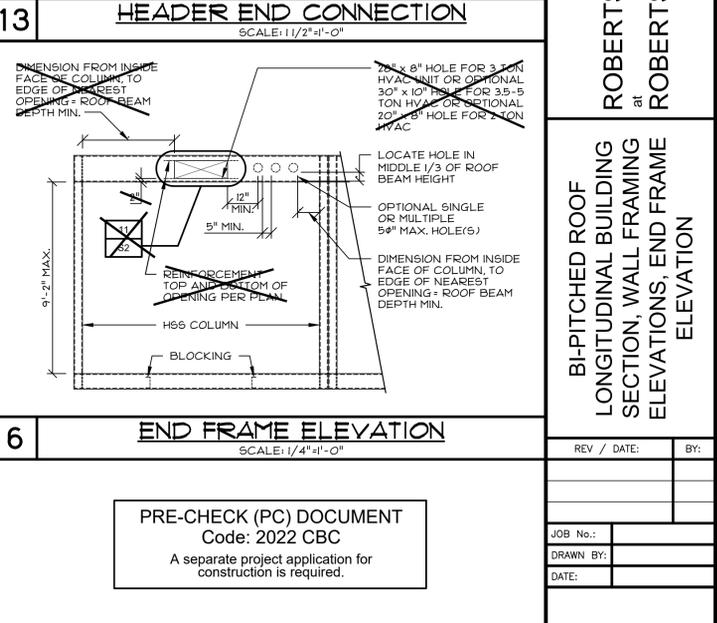 13
HEADER END CONNECTION
SCALE: 1 1/2"=1'-0"
DIMENSION FROM INSIDE
FACE OF COLUMN, TO
EDGE OF NEAREST
OPENING = ROOF BEAM
DEPTH MIN.
28" x 8" HOLE FOR 3 TON
HVAC UNIT OR OPTIONAL
30" x 10" HOLE FOR 3.5-5
TON HVAC OR OPTIONAL
20" x 8" HOLE FOR 2 TON
HVAC
LOCATE HOLE IN
MIDDLE 1/3 OF ROOF
BEAM HEIGHT
2"
12"
MIN.
OPTIONAL SINGLE
OR MULTIPLE
5ø" MAX. HOLE(S)
5" MIN.
11
S2
DIMENSION FROM INSIDE
FACE OF COLUMN, TO
EDGE OF NEAREST
OPENING = ROOF BEAM
DEPTH MIN.
REINFORCEMENT
TOP AND BOTTOM OF
OPENING PER PLAN
9'-2" MAX.
HSS COLUMN
BLOCKING
6
END FRAME ELEVATION
SCALE: 1/4"=1'-0"
PRE-CHECK (PC) DOCUMENT
Code: 2022 CBC
A separate project application for
construction is required.
ROBERTS
at
ROBERTS
BI-PITCHED ROOF
LONGITUDINAL BUILDING
SECTION, WALL FRAMING
ELEVATIONS, END FRAME
ELEVATION
REV / DATE: BY:
JOB No.:
DRAWN BY:
DATE: